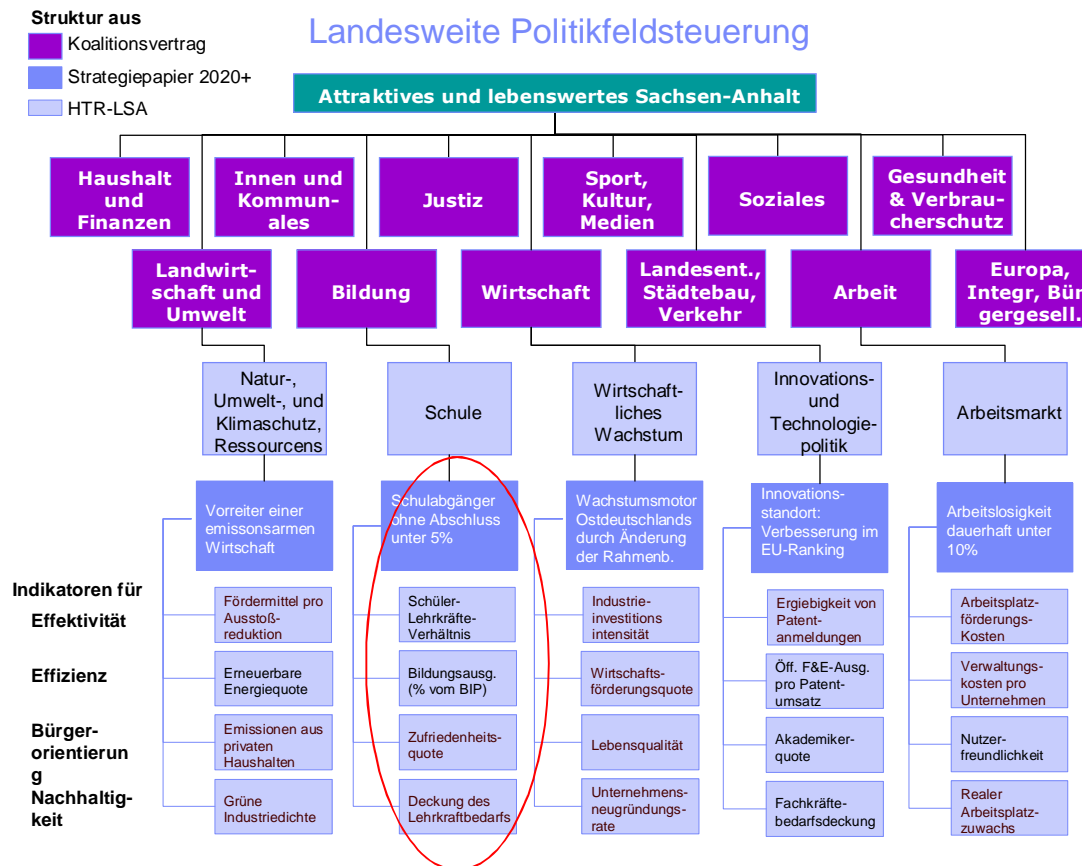 Struktur aus
Koalitionsvertrag
Strategiepapier 2020+
HTR-LSA
Landesweite Politikfeldsteuerung
Attraktives und lebenswertes Sachsen-Anhalt
Haushalt
und
Finanzen
Innen und
Kommun-
ales
Justiz
Sport,
Kultur,
Medien
Soziales
Gesundheit
& Verbrau-
cherschutz
Landwirt-
schaft und
Umwelt
Bildung
Wirtschaft
Landesent.,
Städtebau,
Verkehr
Arbeit
Europa,
Integr, Bür
gergesell.
Natur-,
Umwelt-, und
Klimaschutz,
Ressourcens
Schule
Wirtschaft-
liches
Wachstum
Innovations-
und
Technologie-
politik
Arbeitsmarkt
Vorreiter einer
emissonsarmen
Wirtschaft
Schulabgänger
ohne Abschluss
unter 5%
Wachstumsmotor
Ostdeutschlands
durch Änderung
der Rahmenb.
Innovations-
standort:
Verbesserung im
EU-Ranking
Arbeitslosigkeit
dauerhaft unter
10%
Indikatoren für
Effektivität
Fördermittel pro
Ausstoß-
reduktion
Schüler-
Lehrkräfte-
Verhältnis
Industrie-
investitions
intensität
Ergiebigkeit von
Patent-
anmeldungen
Arbeitsplatz-
förderungs-
Kosten
Effizienz
Erneuerbare
Energiequote
Bildungsausg.
(% vom BIP)
Wirtschafts-
förderungsquote
Öff. F&E-Ausg.
pro Patent-
umsatz
Verwaltungs-
kosten pro
Unternehmen
Bürger-
orientierun
g
Emissionen aus
privaten
Haushalten
Zufriedenheits-
quote
Lebensqualität
Akademiker-
quote
Nutzer-
freundlichkeit
Nachhaltig-
keit
Grüne
Industriedichte
Deckung des
Lehrkraftbedarfs
Unternehmens-
neugründungs-
rate
Fachkräfte-
bedarfsdeckung
Realer
Arbeitsplatz-
zuwachs